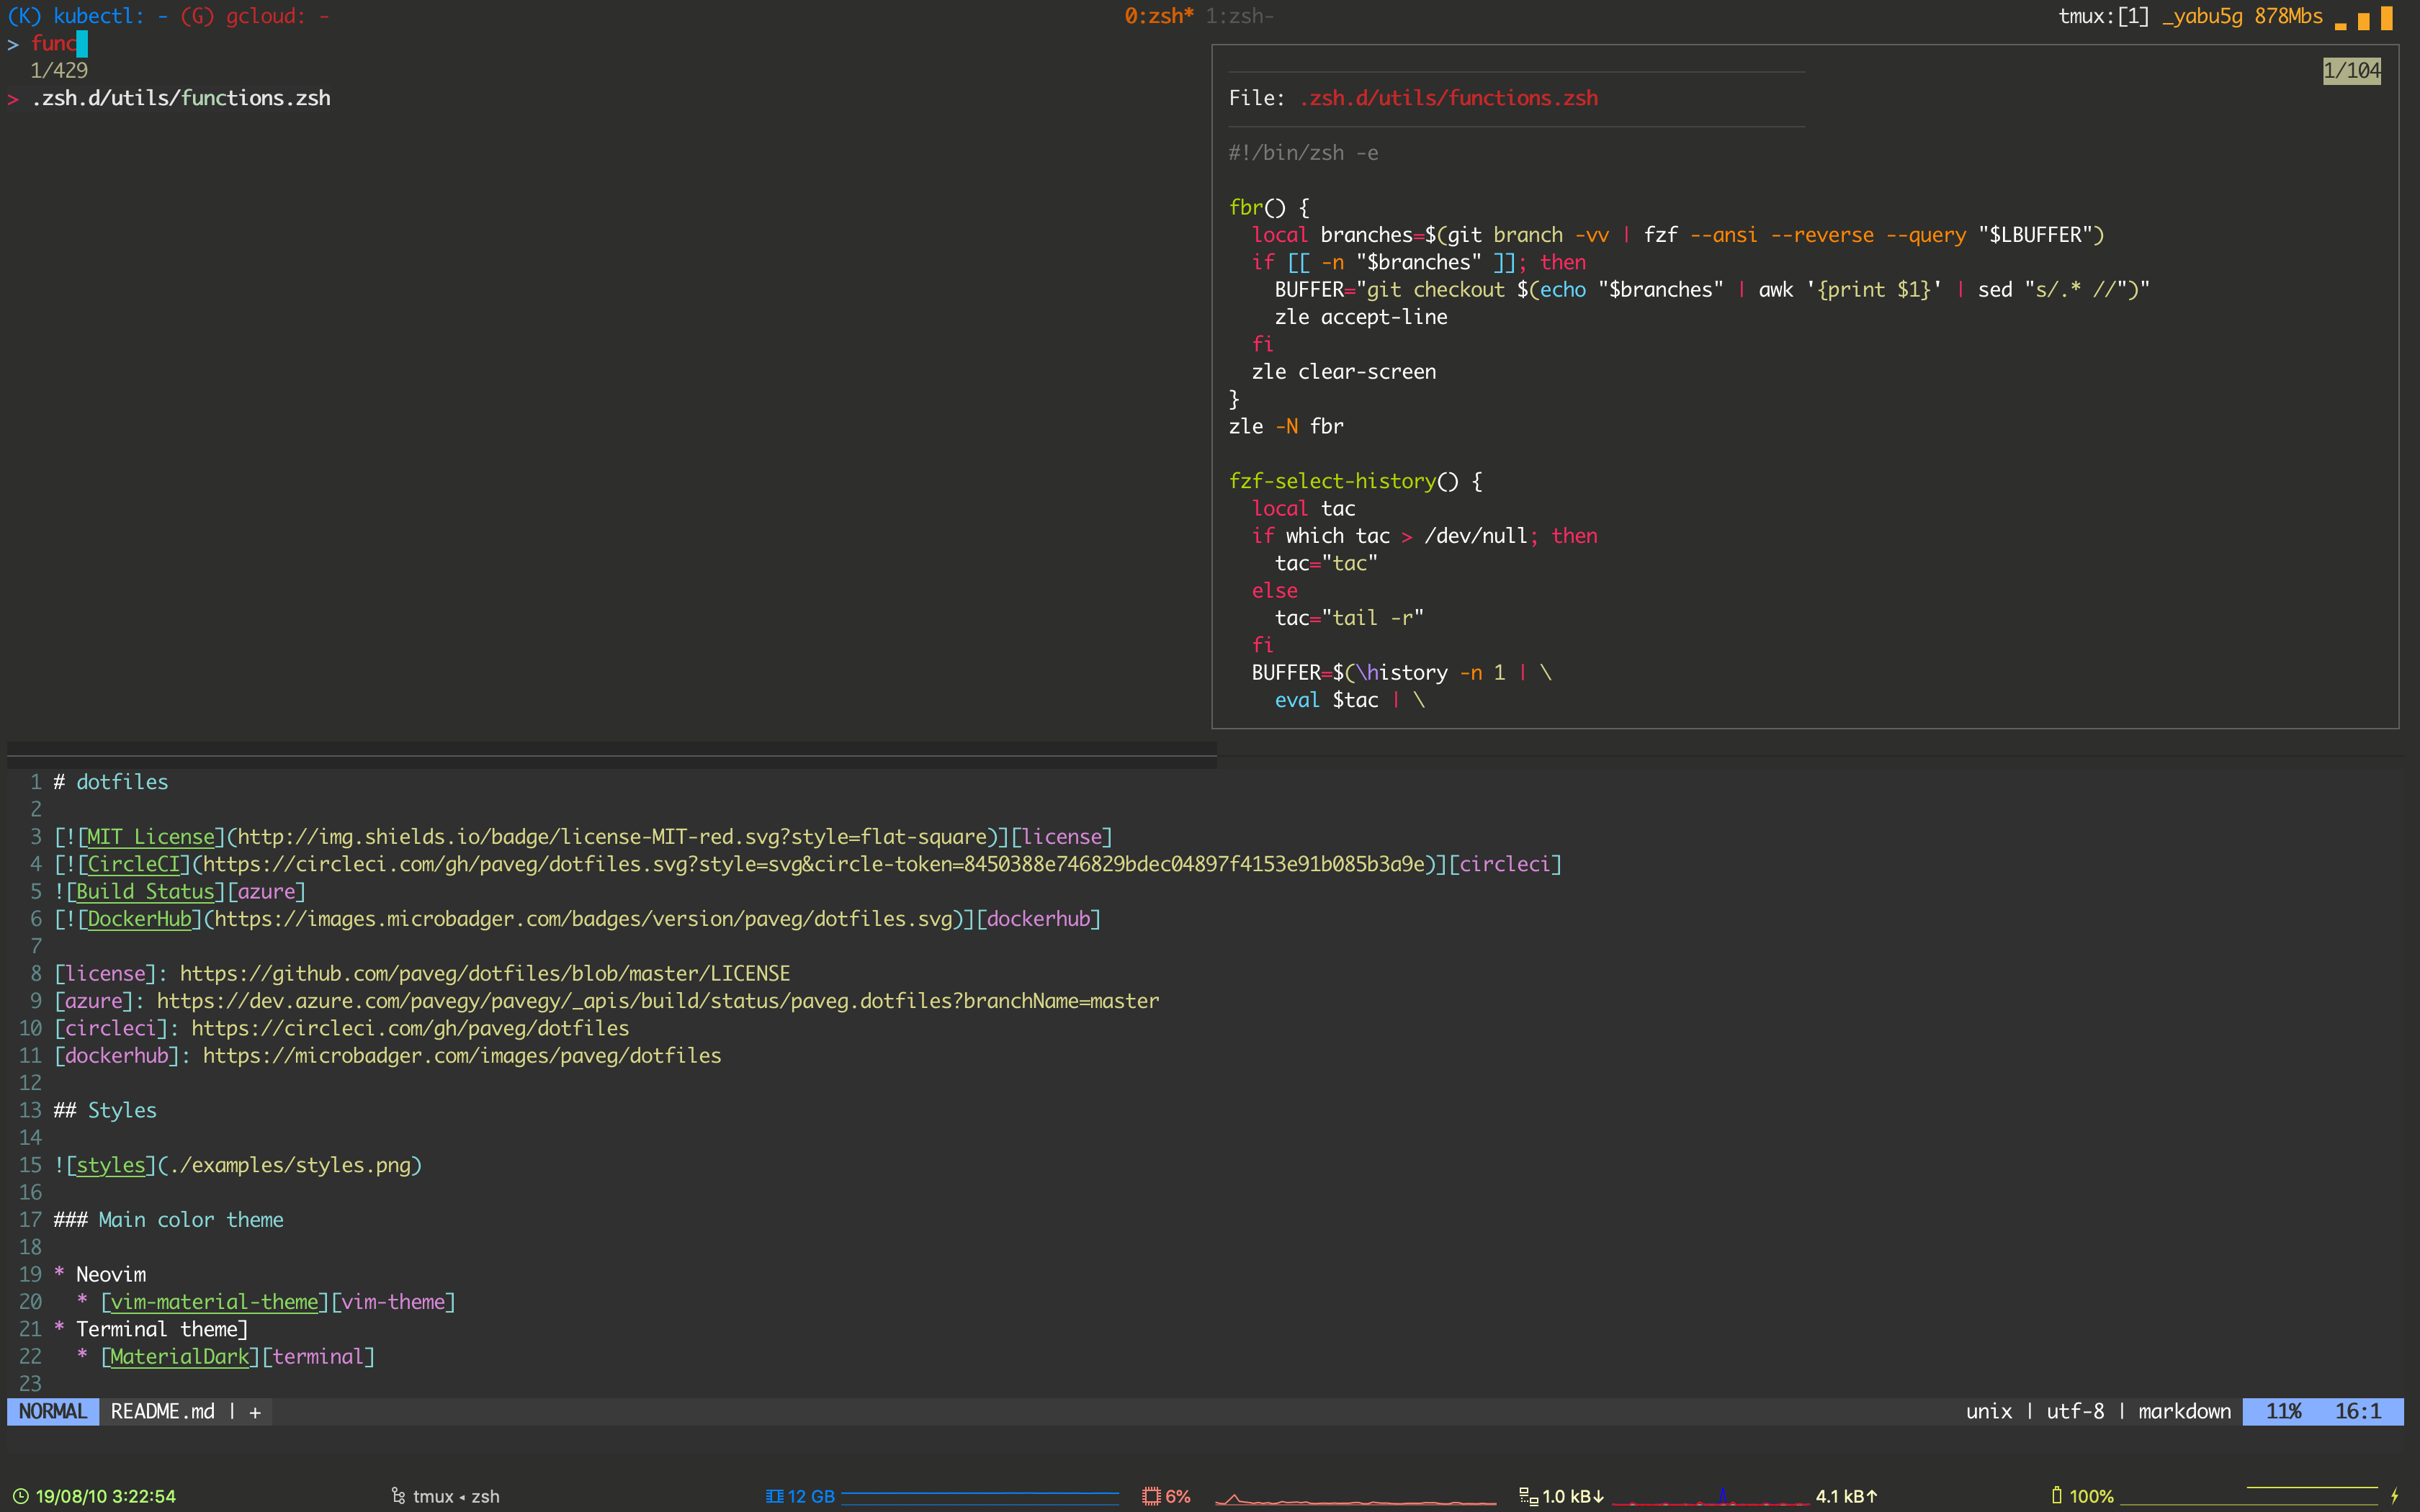 (K) kubectl: - (G) gcloud: - 0:zsh* 1:zsh- tmux:[1] _yabu5g 878Mbs
> func
1/429
> .zsh.d/utils/functions.zsh
1/104
File: .zsh.d/utils/functions.zsh
#!/bin/zsh -e
fbr() {
local branches=$(git branch -vv | fzf --ansi --reverse --query "$LBUFFER")
if [[ -n "$branches" ]]; then
BUFFER="git checkout $(echo "$branches" | awk '{print $1}' | sed "s/.* //")"
zle accept-line
fi
zle clear-screen
}
zle -N fbr
fzf-select-history() {
local tac
if which tac > /dev/null; then
tac="tac"
else
tac="tail -r"
fi
BUFFER=$(\history -n 1 | \
eval $tac | \
1 # dotfiles
2
3 [![MIT License](http://img.shields.io/badge/license-MIT-red.svg?style=flat-square)][license]
4 [![CircleCI](https://circleci.com/gh/paveg/dotfiles.svg?style=svg&circle-token=8450388e746829bdec04897f4153e91b085b3a9e)][circleci]
5 ![Build Status][azure]
6 [![DockerHub](https://images.microbadger.com/badges/version/paveg/dotfiles.svg)][dockerhub]
7
8 [license]: https://github.com/paveg/dotfiles/blob/master/LICENSE
9 [azure]: https://dev.azure.com/pavegy/pavegy/_apis/build/status/paveg.dotfiles?branchName=master
10 [circleci]: https://circleci.com/gh/paveg/dotfiles
11 [dockerhub]: https://microbadger.com/images/paveg/dotfiles
12
13 ## Styles
14
15 ![styles](./examples/styles.png)
16
17 ### Main color theme
18
19 * Neovim
20 * [vim-material-theme][vim-theme]
21 * Terminal theme]
22 * [MaterialDark][terminal]
23
NORMAL README.md | + unix | utf-8 | markdown 11% 16:1
19/08/10 3:22:54 tmux ◂ zsh 12 GB 6% 1.0 kB↓ 4.1 kB↑ 100%